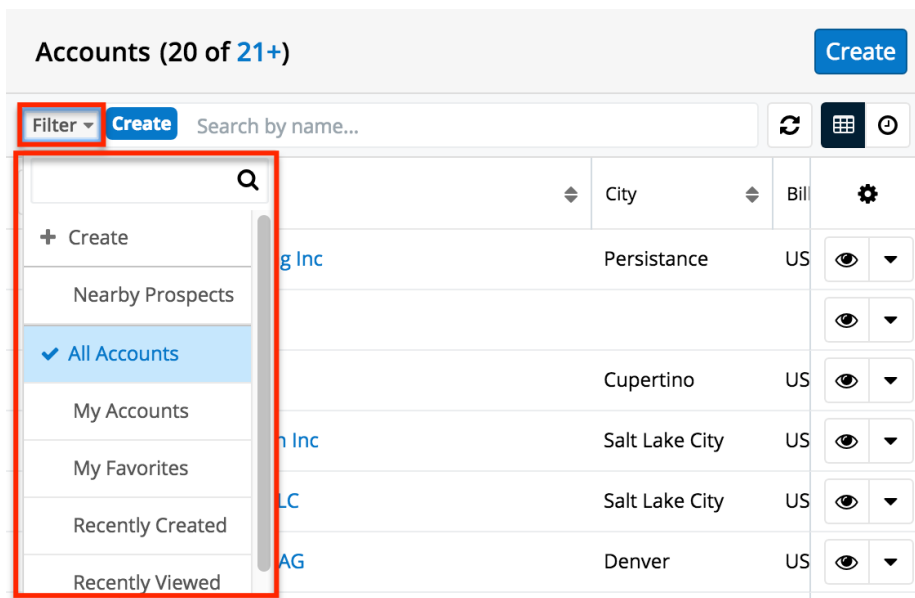 Accounts (20 of 21+)
Create
Filter
Create
Search by name...
City
Bil
+ Create
g Inc
Persistance
US
Nearby Prospects
All Accounts
My Accounts
Cupertino
US
n Inc
Salt Lake City
US
My Favorites
LC
Salt Lake City
US
Recently Created
AG
Denver
US
Recently Viewed